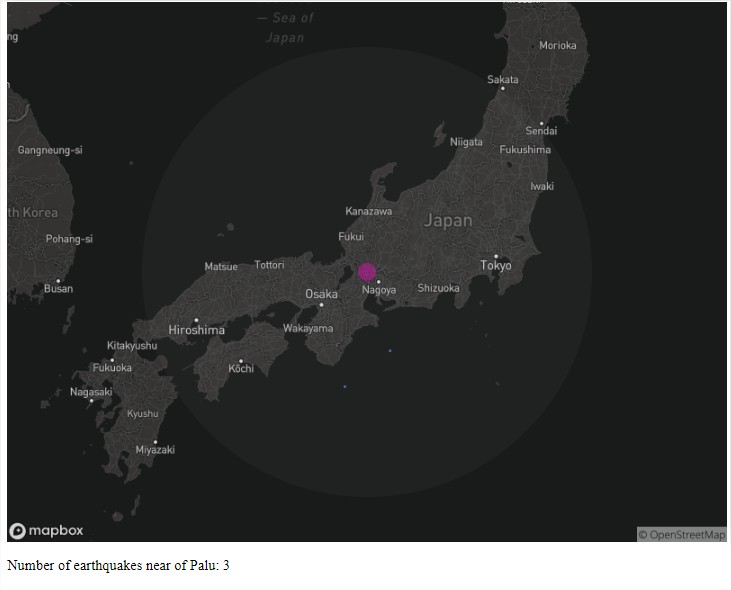 — Sea of
Japan
ng
Morioka
Sakata
Sendai
Niigata
Fukushima
Gangneung-si
Iwaki
th Korea
Kanazawa
Japan
Fukui
Pohang-si
Matsue
Tottori
Tokyo
Busan
Osaka
Nagoya
Shizuoka
Hiroshima
Wakayama
Kitakyushu
Fukuoka
Kōchi
Nagasaki
Kyushu
Miyazaki
mapbox
© OpenStreetMap
Number of earthquakes near of Palu: 3